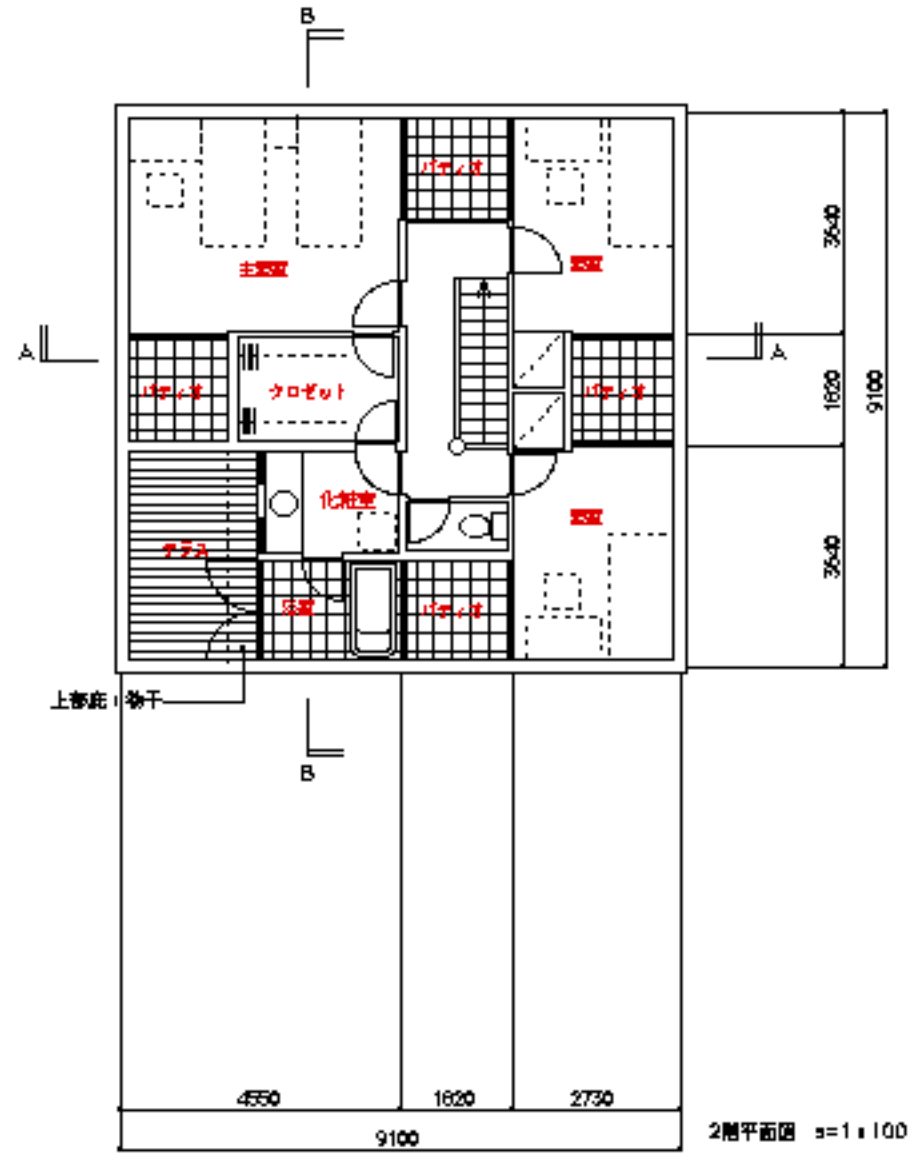 B
パティオ
主寝室
寝室
3640
A
A
パティオ
クロゼット
パティオ
1820
9100
化粧室
寝室
テラス
3640
浴室
パティオ
上部庇:物干
B
4550
1820
2730
9100
2階平面図 s=1:100